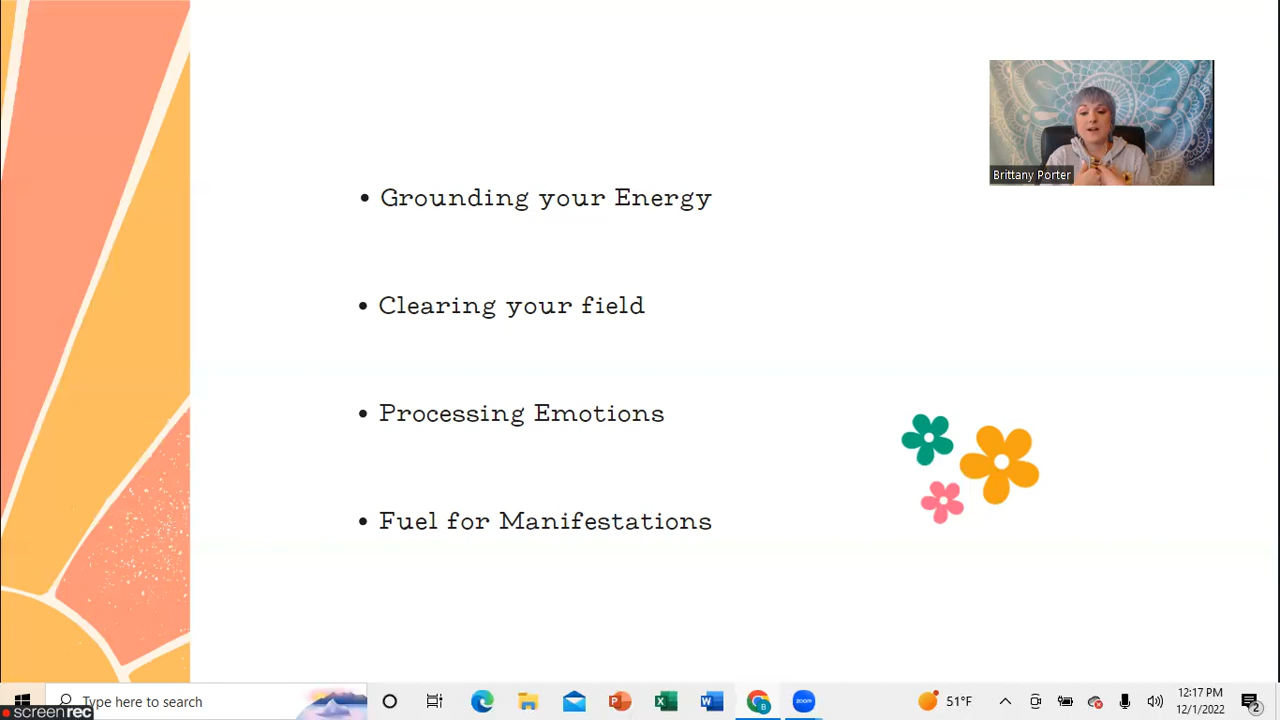 Brittany Porter
• Grounding your Energy
• Clearing your field
• Processing Emotions
• Fuel for Manifestations
Type here to search
51°F
12:17 PM
12/1/2022
2
screenrec